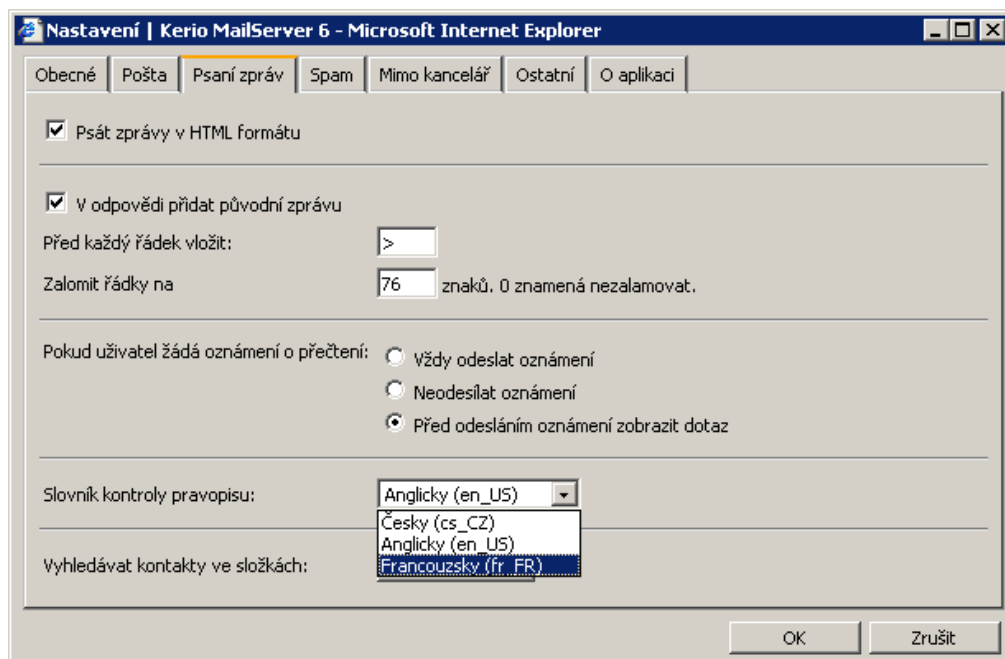 Nastavení | Kerio MailServer 6 - Microsoft Internet Explorer
Obecné Pošta Psaní zpráv Spam Mimo kancelář Ostatní O aplikaci
Psát zprávy v HTML formátu
V odpovědi přidat původní zprávu
Před každý řádek vložit: >
Zalomit řádky na 76 znaků. 0 znamená nezalamovat.
Pokud uživatel žádá oznámení o přečtení: Vždy odeslat oznámení
Neodesílat oznámení
Před odesláním oznámení zobrazit dotaz
Slovník kontroly pravopisu: Anglicky (en_US)
Česky (cs_CZ)
Anglicky (en_US)
Vyhledávat kontakty ve složkách: Francouzsky (fr_FR)
OK Zrušit